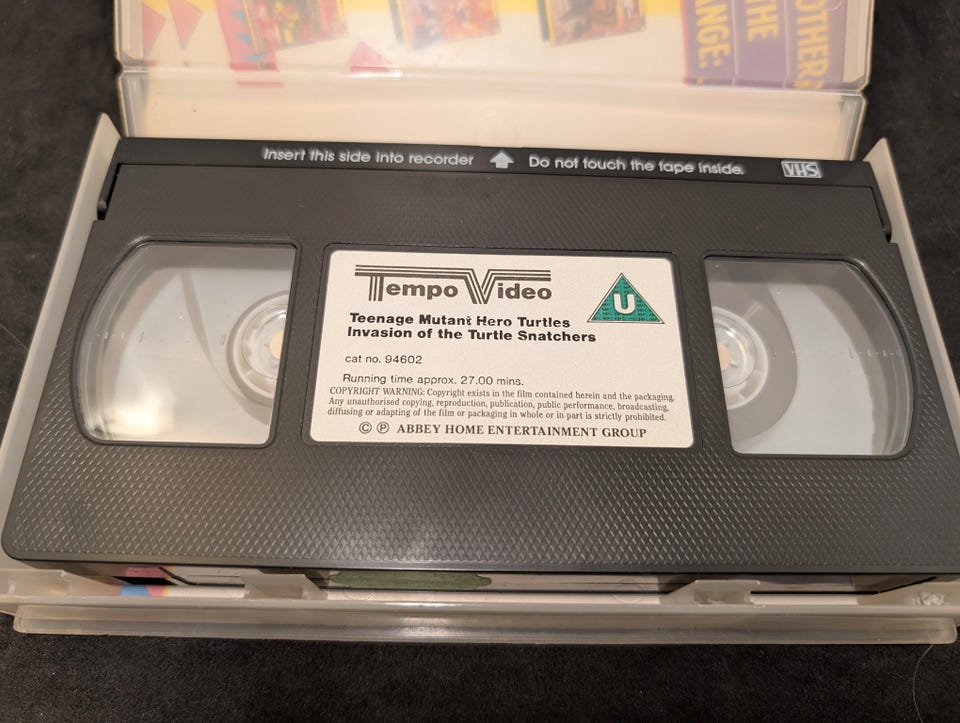 OTHER
THE
ANGE.
Insert this side into recorder Do not touch the tape inside. VHS
Tempo Video
U
Teenage Mutant Hero Turtles
Invasion of the Turtle Snatchers
cat no. 94602
Running time approx. 27.00 mins.
COPYRIGHT WARNING: Copyright exists in the film contained herein and the packaging.
Any unauthorised copying, reproduction, publication, public performance, broadcasting,
diffusing or adapting of the film or packaging in whole or in part is strictly prohibited.
© ℗ ABBEY HOME ENTERTAINMENT GROUP